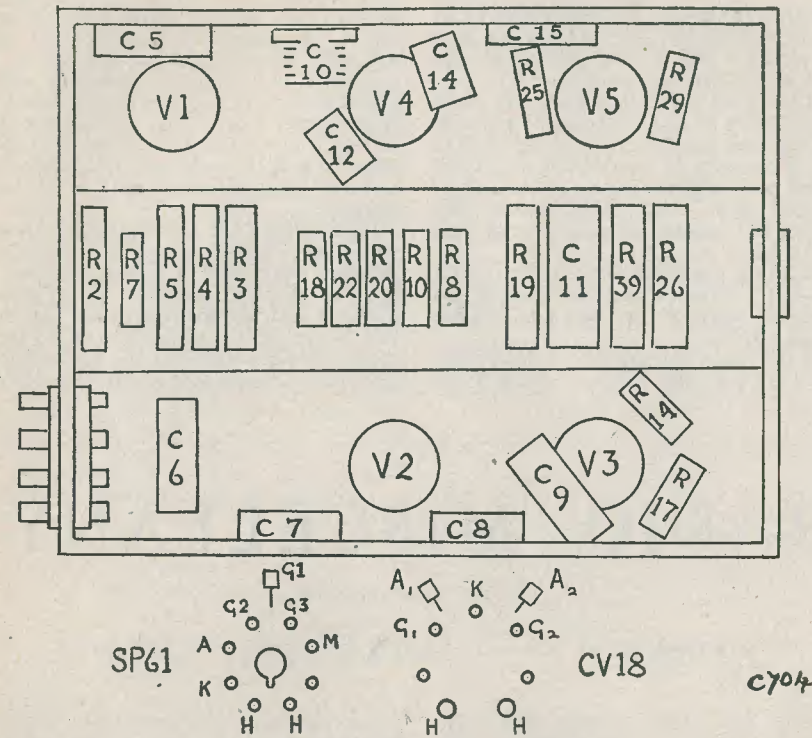 C 5
C 10
C 14
C 15
V1
V4
R 25
V5
R 29
C 12
R 2
R 7
R 5
R 4
R 3
R 18
R 22
R 20
R 10
R 8
R 19
C 11
R 39
R 26
C 6
V2
C 9
V3
R 14
R 17
C 7
C 8
G1
G2
G3
A
M
K
H
H
SP61
A1
K
A2
G1
G2
H
H
CV18
C704